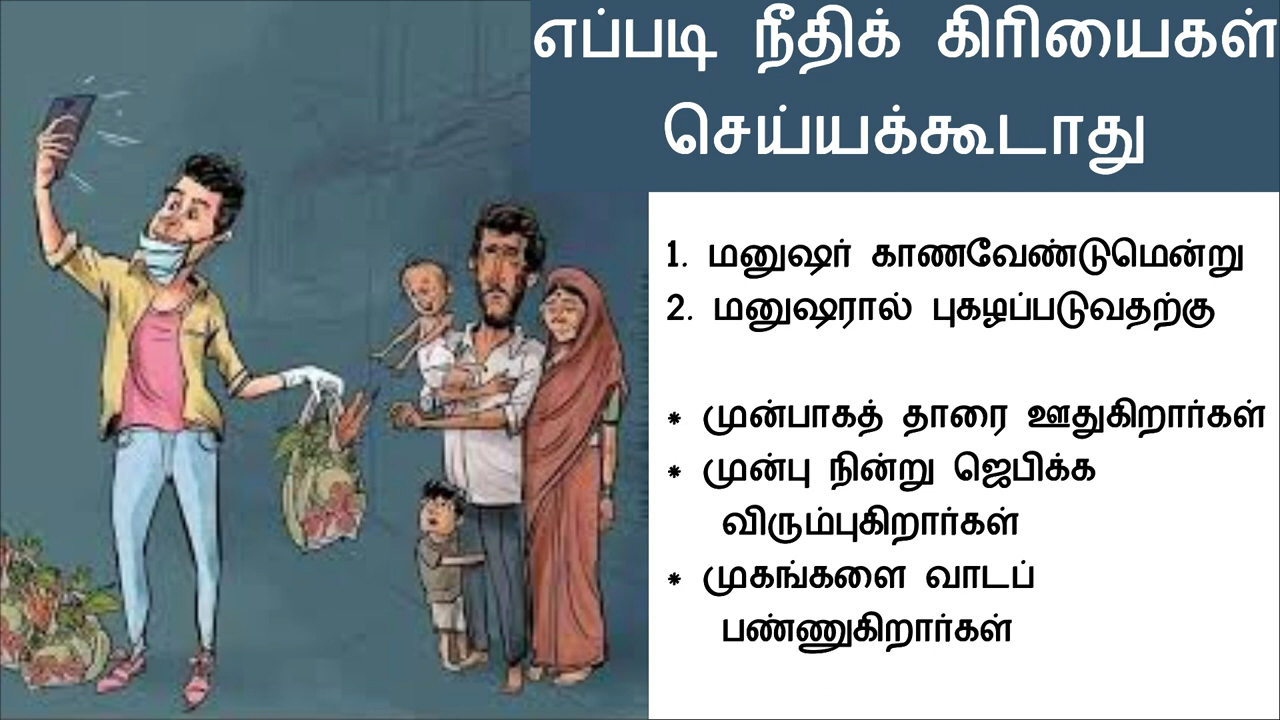 எப்படி நீதிக் கிரியைகள்
செய்யக்கூடாது
1. மனுஷர் காணவேண்டுமென்று
2. மனுஷரால் புகழப்படுவதற்கு
* முன்பாகத் தாரை ஊதுகிறார்கள்
* முன்பு நின்று ஜெபிக்க
விரும்புகிறார்கள்
* முகங்களை வாடப்
பண்ணுகிறார்கள்